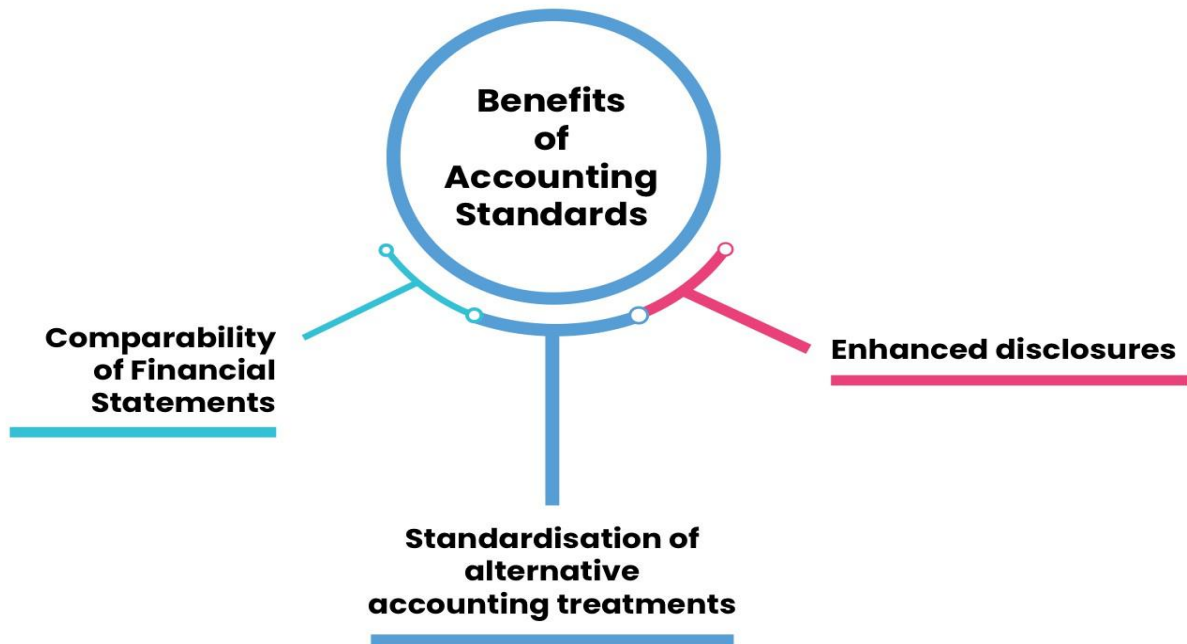 Benefits
of
Accounting
Standards
Comparability
of Financial
Statements
Enhanced disclosures
Standardisation of
alternative
accounting treatments